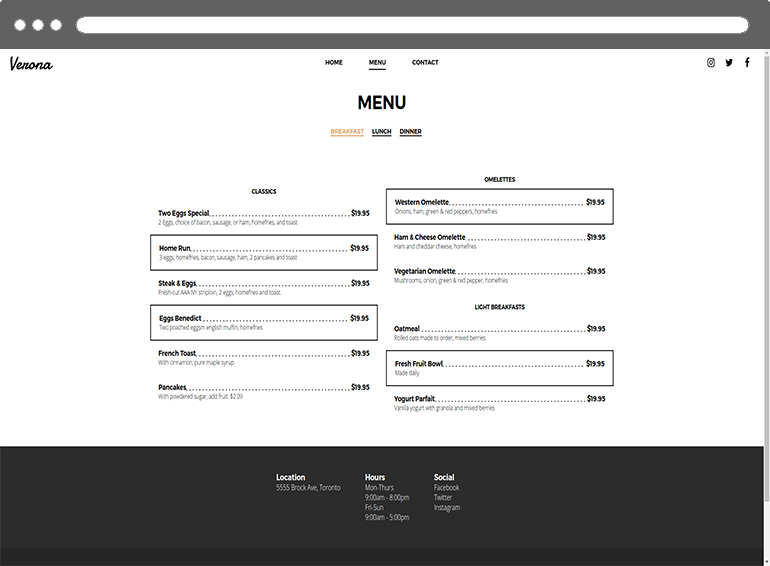 Verona
HOME MENU CONTACT
MENU
BREAKFAST LUNCH DINNER
CLASSICS
Two Eggs Special $19.95
2 Eggs, choice of bacon, sausage, or ham, homefries, and toast
Home Run $19.95
3 eggs, homefries, bacon, sausage, ham, 2 pancakes and toast
Steak & Eggs $19.95
Fresh-cut AAA NY striploin, 2 eggs, homefries and toast.
Eggs Benedict $19.95
Two poached eggsm english muffin, homefries
French Toast $19.95
With cinnamon, pure maple syrup
Pancakes $19.95
With powdered sugar, add fruit: $2.09
OMELETTES
Western Omelette $19.95
Onions, ham, green & red peppers, homefries
Ham & Cheese Omelette $19.95
Ham and cheddar cheese, homefries
Vegetarian Omelette $19.95
Mushrooms, onion, green & red pepper, homefries
LIGHT BREAKFASTS
Oatmeal $19.95
Rolled oats made to order, mixed berries
Fresh Fruit Bowl $19.95
Made daily
Yogurt Parfait $19.95
Vanilla yogurt with granola and mixed berries
Location
5555 Brock Ave, Toronto
Hours
Mon-Thurs
9:00am - 8:00pm
Fri-Sun
9:00am - 5:00pm
Social
Facebook
Twitter
Instagram